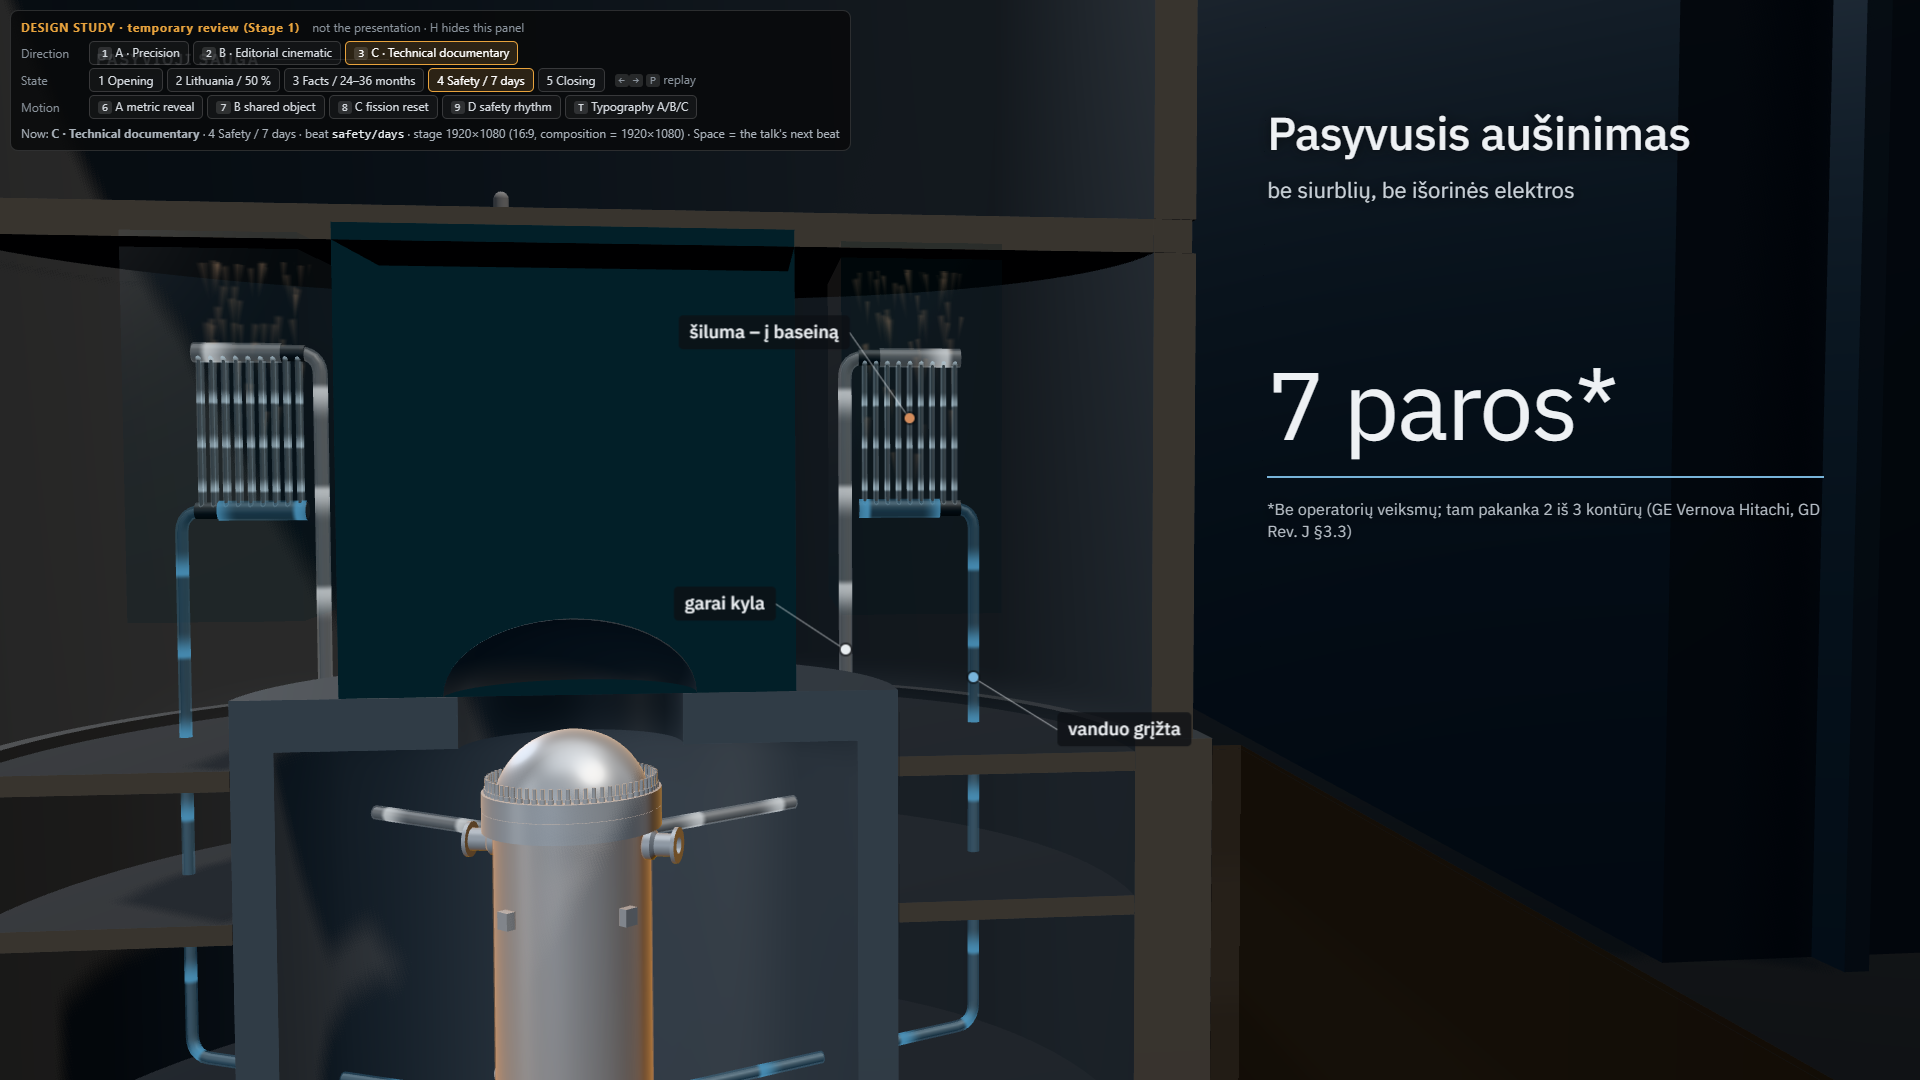 DESIGN STUDY · temporary review (Stage 1) not the presentation · H hides this panel
Direction 1 A · Precision 2 B · Editorial cinematic 3 C · Technical documentary
PASYVIOJI SAUGA
State 1 Opening 2 Lithuania / 50 % 3 Facts / 24–36 months 4 Safety / 7 days 5 Closing ← → P replay
Motion 6 A metric reveal 7 B shared object 8 C fission reset 9 D safety rhythm T Typography A/B/C
Now: C · Technical documentary · 4 Safety / 7 days · beat safety/days · stage 1920×1080 (16:9, composition = 1920×1080) · Space = the talk's next beat
Pasyvusis aušinimas
be siurblių, be išorinės elektros
šiluma – į baseiną
7 paros*
*Be operatorių veiksmų; tam pakanka 2 iš 3 kontūrų (GE Vernova Hitachi, GD
Rev. J §3.3)
garai kyla
vanduo grįžta